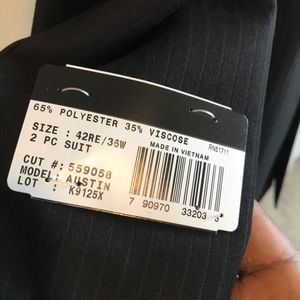 65% POLYESTER 35% VISCOSE
RN51711
SIZE : 42RE/36W
2 PC SUIT
MADE IN VIETNAM
CUT #: 559058
MODEL: AUSTIN
LOT : K9125X
7 90970 33203 3